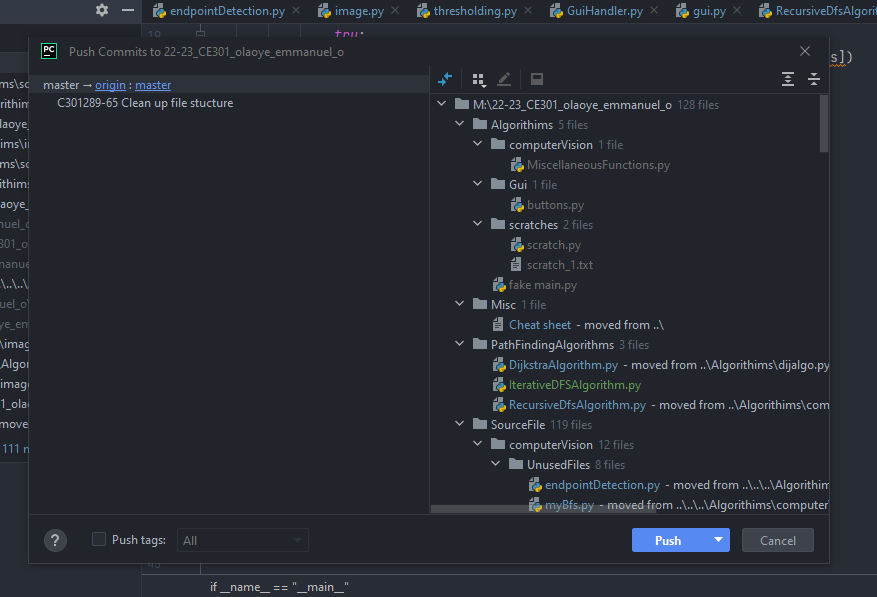 endpointDetection.py
image.py
thresholding.py
GuiHandler.py
gui.py
RecursiveDfsAlgorit
19
try:
PC
Push Commits to 22-23_CE301_olaoye_emmanuel_o
s])
master → origin : master
C301289-65 Clean up file stucture
M:\22-23_CE301_olaoye_emmanuel_o 128 files
Algorithims 5 files
computerVision 1 file
MiscellaneousFunctions.py
Gui 1 file
buttons.py
scratches 2 files
scratch.py
scratch_1.txt
fake main.py
Misc 1 file
Cheat sheet - moved from ..\
PathFindingAlgorithms 3 files
DijkstraAlgorithm.py - moved from ..\Algorithims\dijalgo.py
IterativeDFSAlgorithm.py
RecursiveDfsAlgorithm.py - moved from ..\Algorithims\com
SourceFile 119 files
computerVision 12 files
UnusedFiles 8 files
endpointDetection.py - moved from ..\..\..\Algorithim
myBfs.py - moved from ..\..\..\Algorithims\computer
111
?
Push tags:
All
Push
Cancel
if __name__ == "__main__"